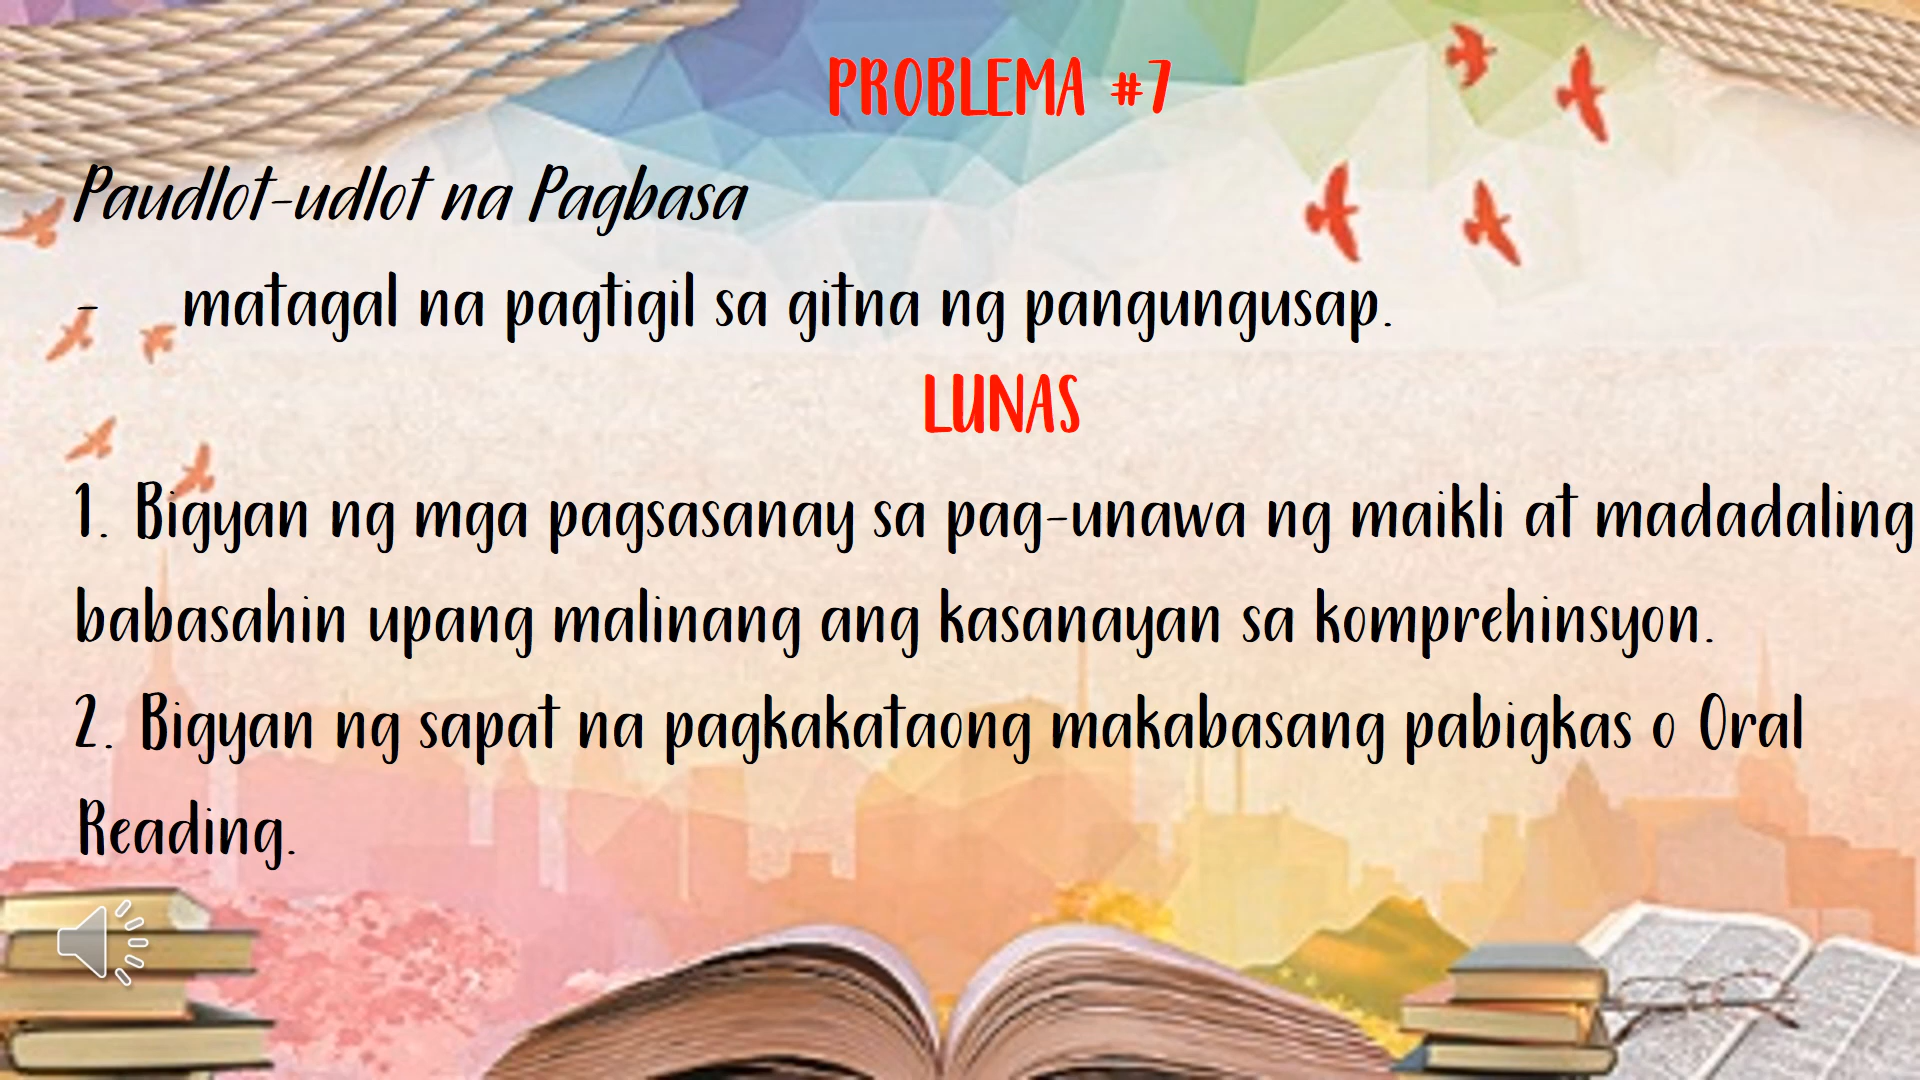 PROBLEMA #7
Paudlot-udlot na Pagbasa
- matagal na pagtigil sa gitna ng pangungusap.
LUNAS
1. Bigyan ng mga pagsasanay sa pag-unawa ng maikli at madadaling
babasahin upang malinang ang kasanayan sa komprehinsyon.
2. Bigyan ng sapat na pagkakataong makabasang pabigkas o Oral
Reading.